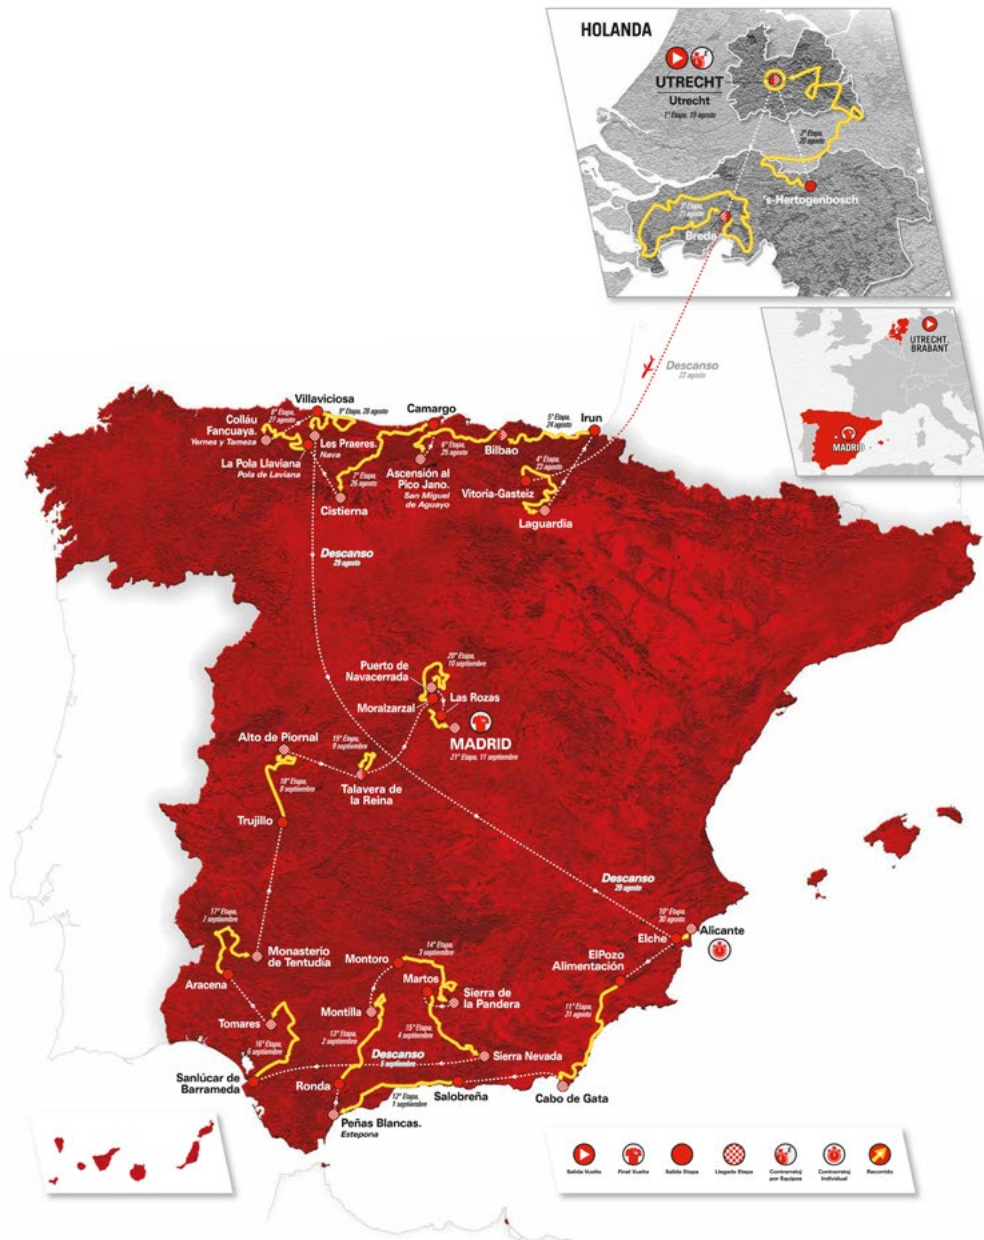 HOLANDA
UTRECHT
Utrecht
1ª Etapa, 19 agosto
2ª Etapa,
20 agosto
's-Hertogenbosch
3ª Etapa,
21 agosto
Breda
UTRECHT,
BRABANT
MADRID
Descanso
22 agosto
Villaviciosa
8ª Etapa,
27 agosto
9ª Etapa, 28 agosto
Camargo
5ª Etapa,
24 agosto
Irun
Colláu
Fancuaya.
Yernes y Tameza
Les Praeres.
Nava
6ª Etapa,
25 agosto
Bilbao
4ª Etapa,
23 agosto
La Pola Llaviana
Pola de Laviana
7ª Etapa,
26 agosto
Ascensión al
Pico Jano.
San Miguel
de Aguayo
Vitoria-Gasteiz
Cistierna
Laguardia
Descanso
29 agosto
20ª Etapa,
10 septiembre
Puerto de
Navacerrada
Las Rozas
Moralzarzal
MADRID
21ª Etapa, 11 septiembre
Alto de Piornal
19ª Etapa,
9 septiembre
18ª Etapa,
8 septiembre
Talavera de
la Reina
Trujillo
Descanso
29 agosto
17ª Etapa,
7 septiembre
10ª Etapa,
30 agosto
Alicante
Elche
Monasterio
de Tentudía
Montoro
14ª Etapa,
3 septiembre
ElPozo
Alimentación
Aracena
Martos
Sierra de
la Pandera
11ª Etapa,
31 agosto
Tomares
Montilla
16ª Etapa,
6 septiembre
13ª Etapa,
2 septiembre
15ª Etapa,
4 septiembre
Descanso
5 septiembre
Sierra Nevada
Sanlúcar de
Barrameda
Ronda
12ª Etapa,
1 septiembre
Salobreña
Cabo de Gata
Peñas Blancas.
Estepona
Salida Vuelta
Final Vuelta
Salida Etapa
Llegada Etapa
Contrarreloj
por Equipos
Contrarreloj
Individual
Recorrido